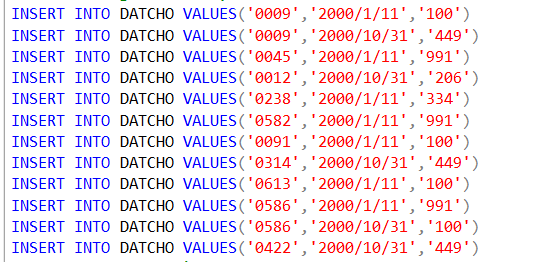 INSERT INTO DATCHO VALUES('0009','2000/1/11','100')
INSERT INTO DATCHO VALUES('0009','2000/10/31','449')
INSERT INTO DATCHO VALUES('0045','2000/1/11','991')
INSERT INTO DATCHO VALUES('0012','2000/10/31','206')
INSERT INTO DATCHO VALUES('0238','2000/1/11','334')
INSERT INTO DATCHO VALUES('0582','2000/1/11','991')
INSERT INTO DATCHO VALUES('0091','2000/1/11','100')
INSERT INTO DATCHO VALUES('0314','2000/10/31','449')
INSERT INTO DATCHO VALUES('0613','2000/1/11','100')
INSERT INTO DATCHO VALUES('0586','2000/1/11','991')
INSERT INTO DATCHO VALUES('0586','2000/10/31','100')
INSERT INTO DATCHO VALUES('0422','2000/10/31','449')